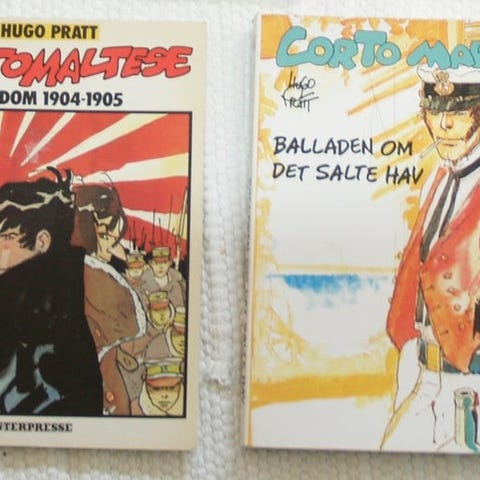 HUGO PRATT
TOMALTESE
DOM 1904-1905
NTERPRESSE
CORTO MA
HUGO
PRATT
BALLADEN OM
DET SALTE HAV